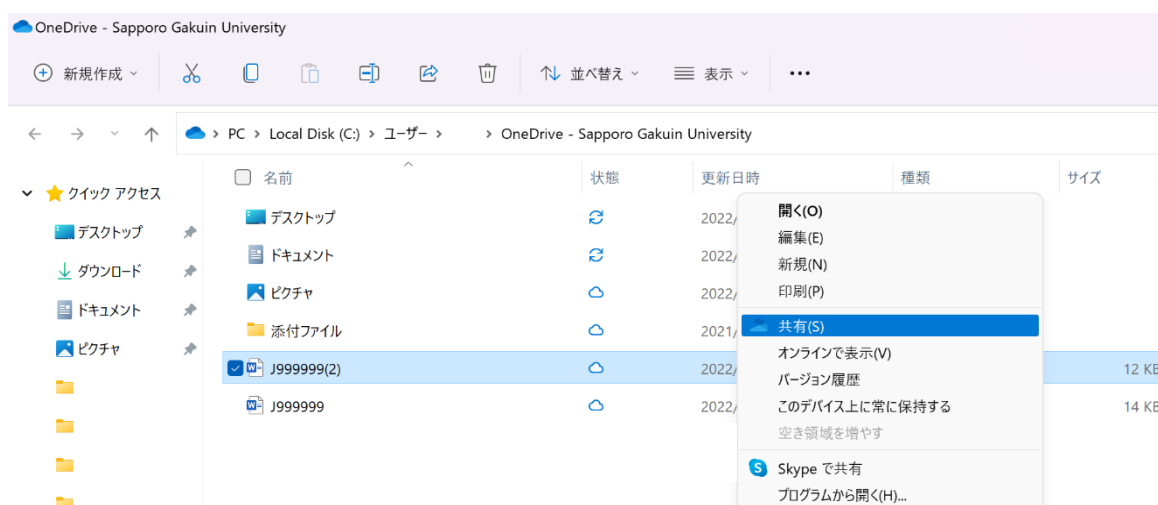 OneDrive - Sapporo Gakuin University
新規作成 並べ替え 表示 •••
PC > Local Disk (C:) > ユーザー > > OneDrive - Sapporo Gakuin University
名前 状態 更新日時 種類 サイズ
クイック アクセス
デスクトップ
ダウンロード
ドキュメント
ピクチャ
デスクトップ 2022/
ドキュメント 2022/
ピクチャ 2022/
添付ファイル 2021/
J999999(2) 2022/ 12 KB
J999999 2022/ 14 KB
開く(O)
編集(E)
新規(N)
印刷(P)
共有(S)
オンラインで表示(V)
バージョン履歴
このデバイス上に常に保持する
空き領域を増やす
Skype で共有
プログラムから開く(H)...